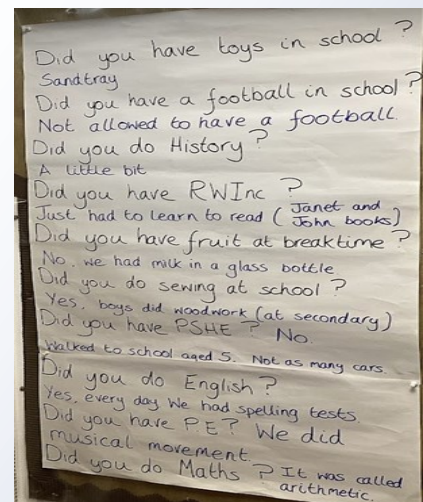 Did you have toys in school ?
Sandtray
Did you have a football in school ?
Not allowed to have a football.
Did you do History ?
A little bit
Did you have RWInc ?
Just had to learn to read ( Janet and
John books)
Did you have fruit at breaktime ?
No, we had milk in a glass bottle
Did you do sewing at school ?
Yes, boys did woodwork (at secondary)
Did you have PSHE ? No.
Walked to school aged 5. Not as many cars.
Did you do English ?
Yes, every day. We had spelling tests.
Did you have P.E? We did
musical movement.
Did you do Maths ? It was called
arithmetic.